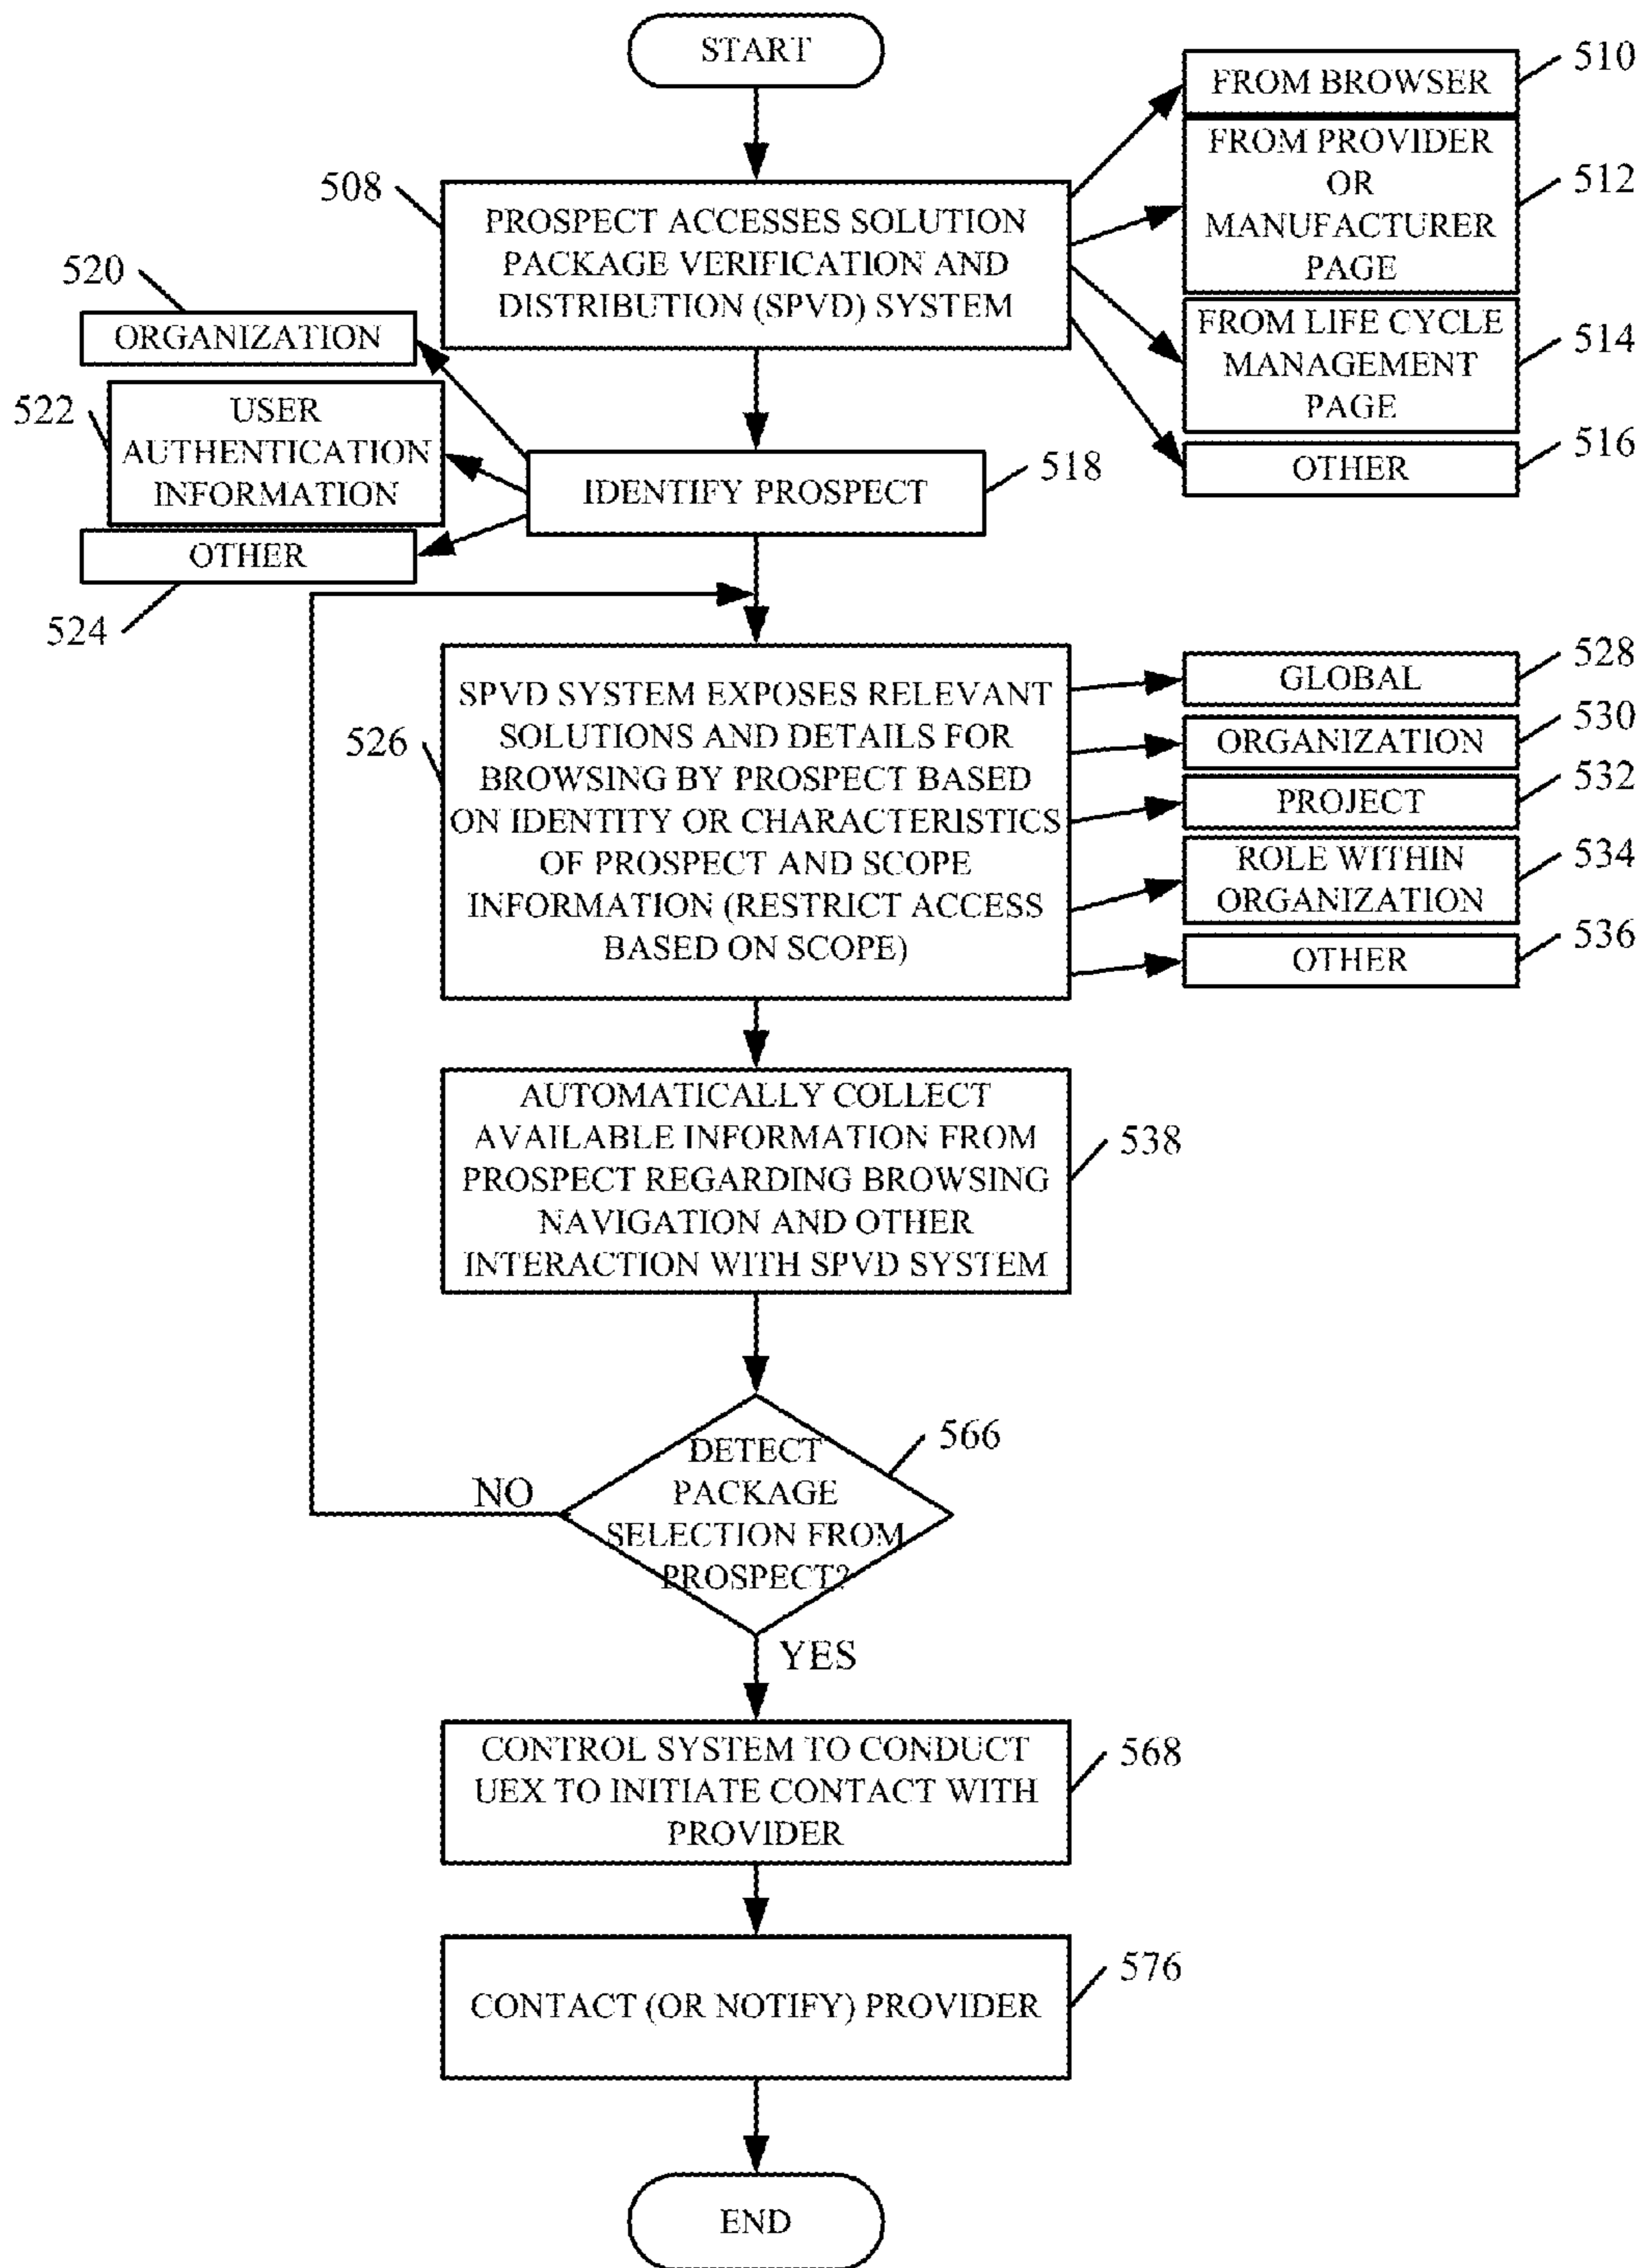 START
FROM BROWSER
510
FROM PROVIDER
OR
MANUFACTURER
PAGE
512
508
PROSPECT ACCESSES SOLUTION
PACKAGE VERIFICATION AND
DISTRIBUTION (SPVD) SYSTEM
FROM LIFE CYCLE
MANAGEMENT
PAGE
514
OTHER
516
520
ORGANIZATION
522
USER
AUTHENTICATION
INFORMATION
OTHER
524
IDENTIFY PROSPECT
518
526
SPVD SYSTEM EXPOSES RELEVANT
SOLUTIONS AND DETAILS FOR
BROWSING BY PROSPECT BASED
ON IDENTITY OR CHARACTERISTICS
OF PROSPECT AND SCOPE
INFORMATION (RESTRICT ACCESS
BASED ON SCOPE)
GLOBAL
528
ORGANIZATION
530
PROJECT
532
ROLE WITHIN
ORGANIZATION
534
OTHER
536
AUTOMATICALLY COLLECT
AVAILABLE INFORMATION FROM
PROSPECT REGARDING BROWSING
NAVIGATION AND OTHER
INTERACTION WITH SPVD SYSTEM
538
DETECT
PACKAGE
SELECTION FROM
PROSPECT?
566
NO
YES
CONTROL SYSTEM TO CONDUCT
UEX TO INITIATE CONTACT WITH
PROVIDER
568
CONTACT (OR NOTIFY) PROVIDER
576
END